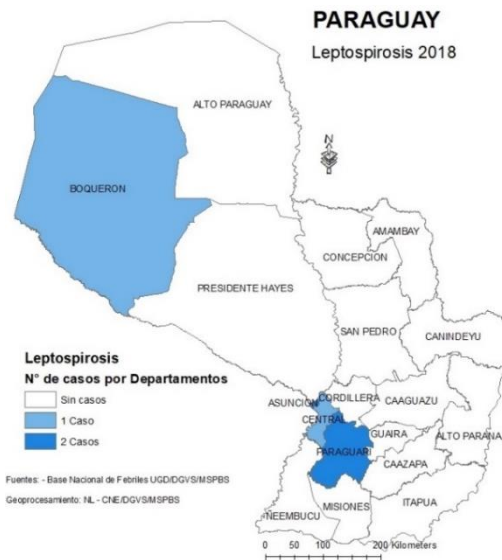 PARAGUAY
Leptospirosis 2018
N
ALTO PARAGUAY
BOQUERON
AMAMBAY
CONCEPCION
PRESIDENTE HAYES
SAN PEDRO
CANINDEYU
Leptospirosis
N° de casos por Departamentos
Sin casos
1 Caso
2 Casos
ASUNCION
CORDILLERA
CAAGUAZU
CENTRAL
GUAIRA
ALTO PARANA
PARAGUARI
CAAZAPA
Fuentes: - Base Nacional de Febriles UGD/DGVS/MSPBS
Geoprocesamiento: NL - CNE/DGVS/MSPBS
ÑEEMBUCU
MISIONES
ITAPUA
0 50 100 200 Kilometers